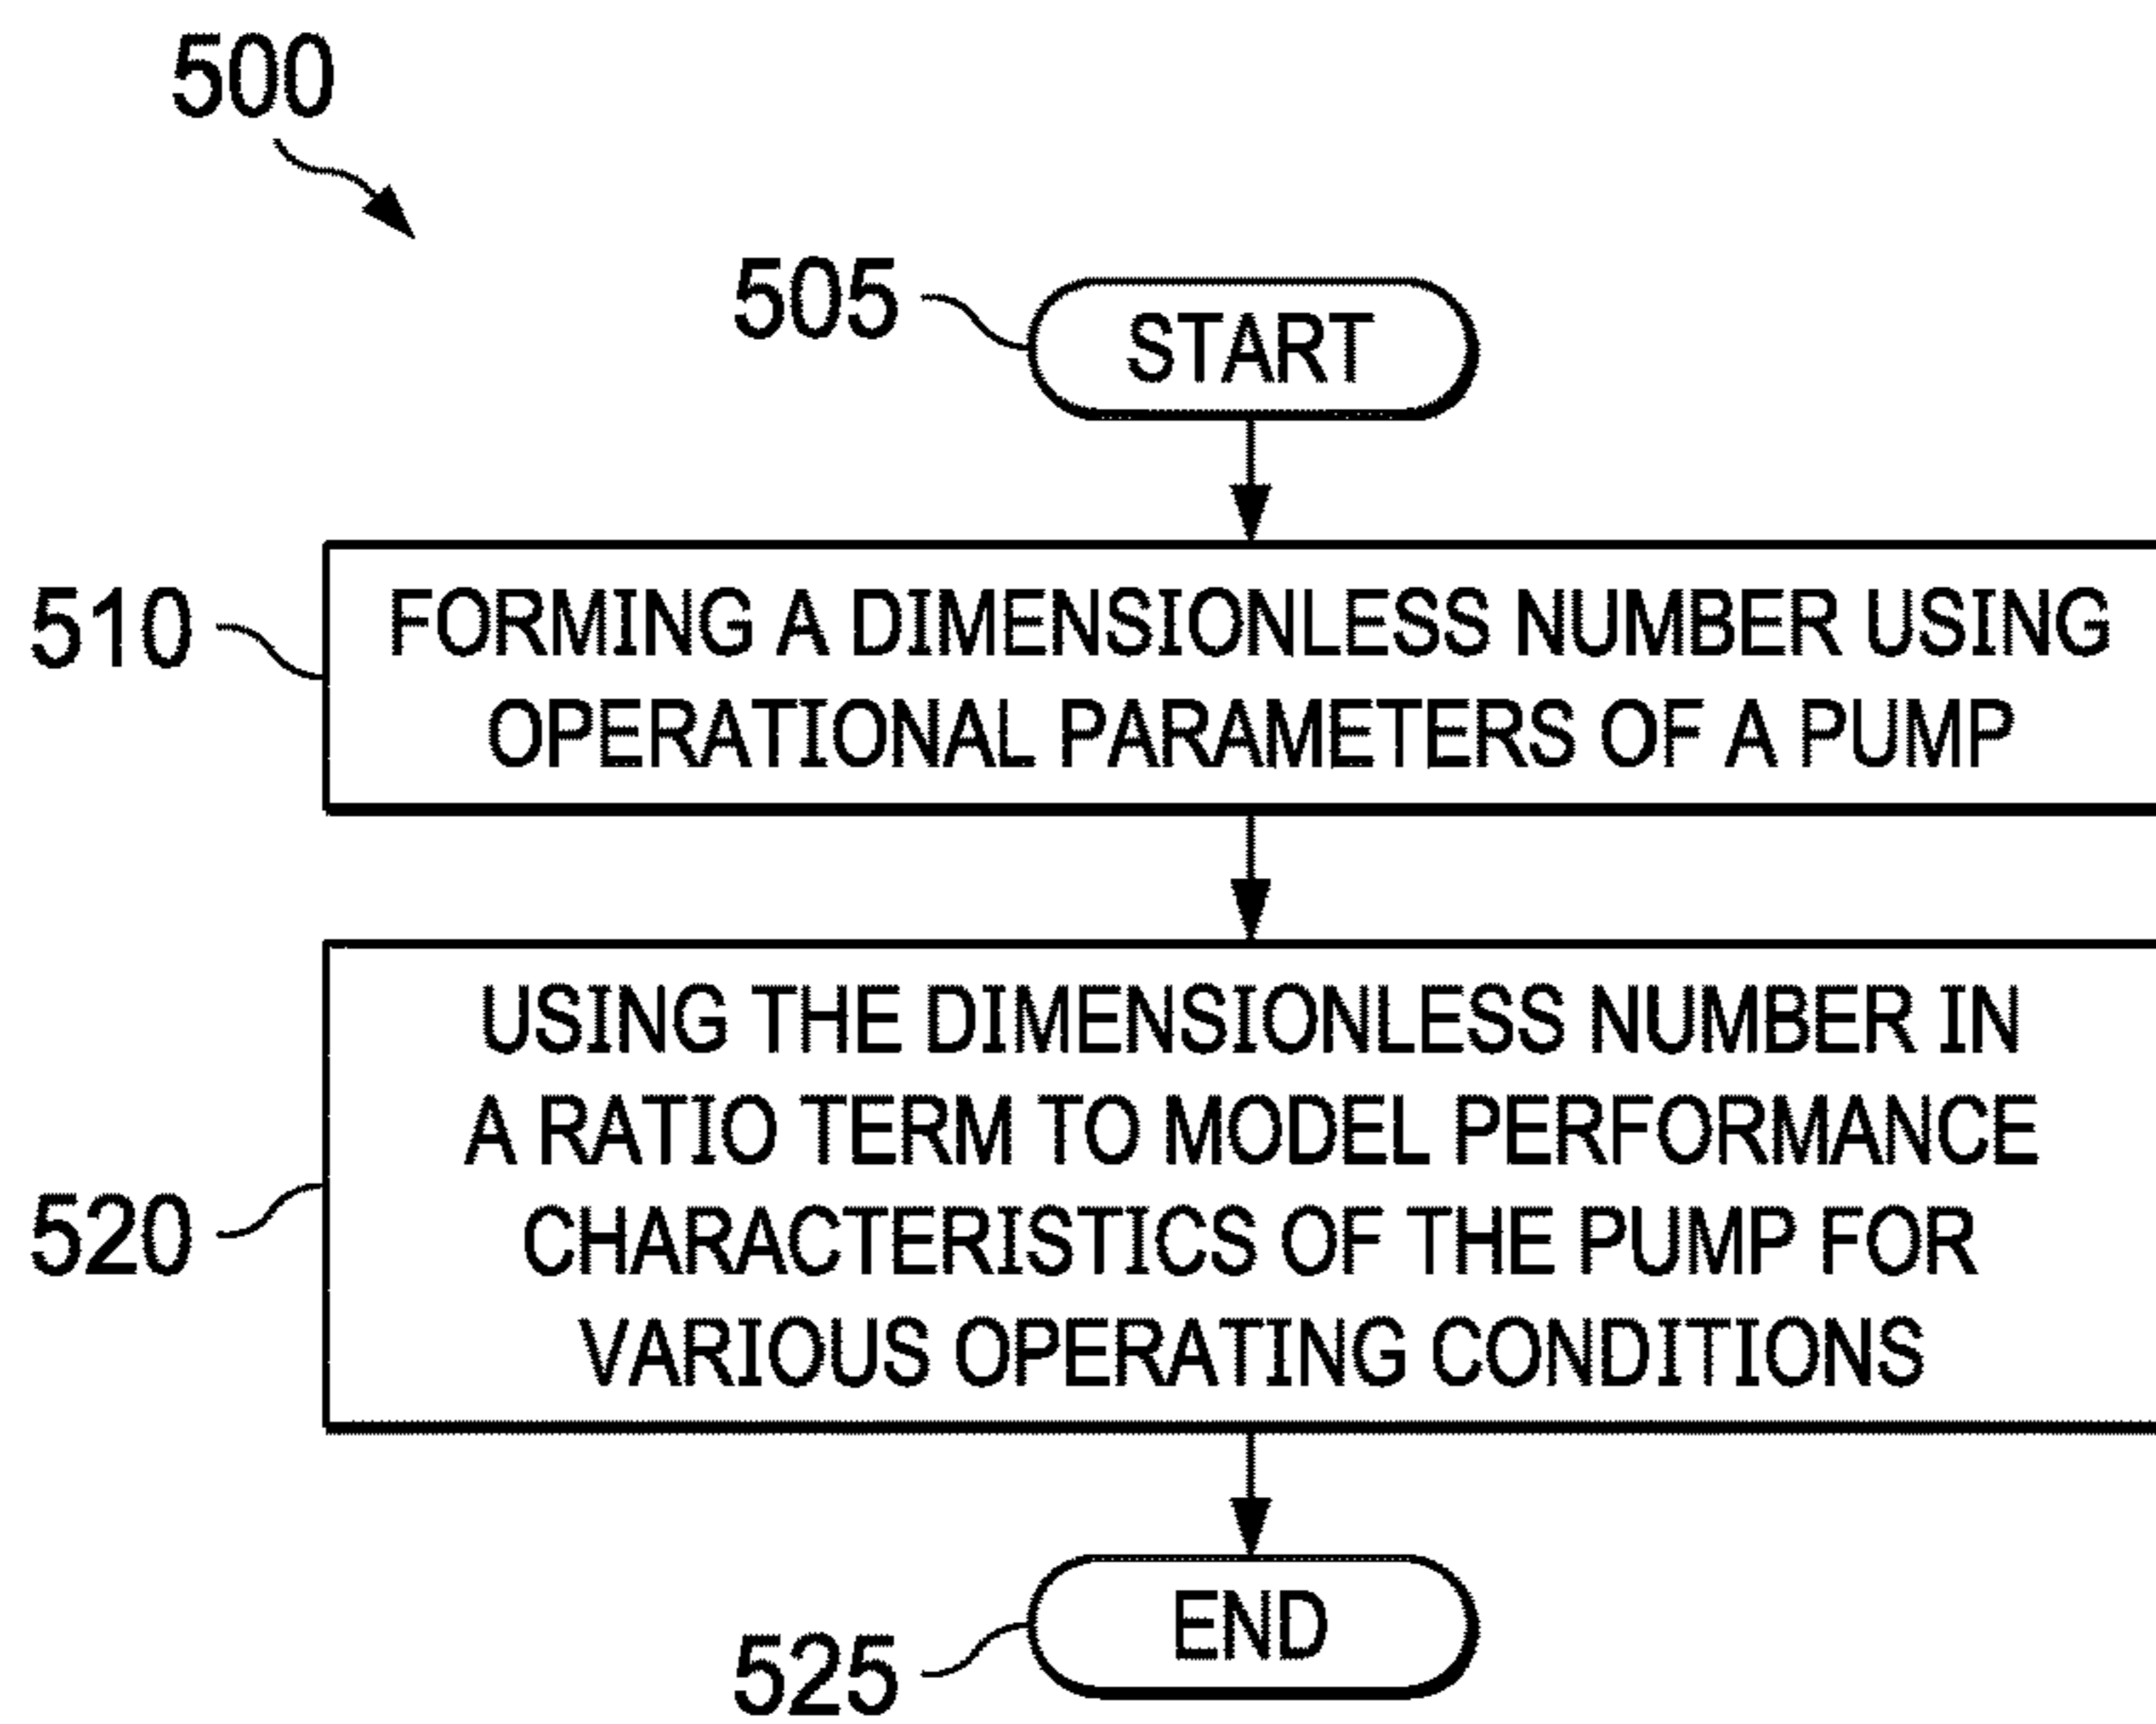 500
505
START
510
FORMING A DIMENSIONLESS NUMBER USING
OPERATIONAL PARAMETERS OF A PUMP
USING THE DIMENSIONLESS NUMBER IN
A RATIO TERM TO MODEL PERFORMANCE
520
CHARACTERISTICS OF THE PUMP FOR
VARIOUS OPERATING CONDITIONS
END
525